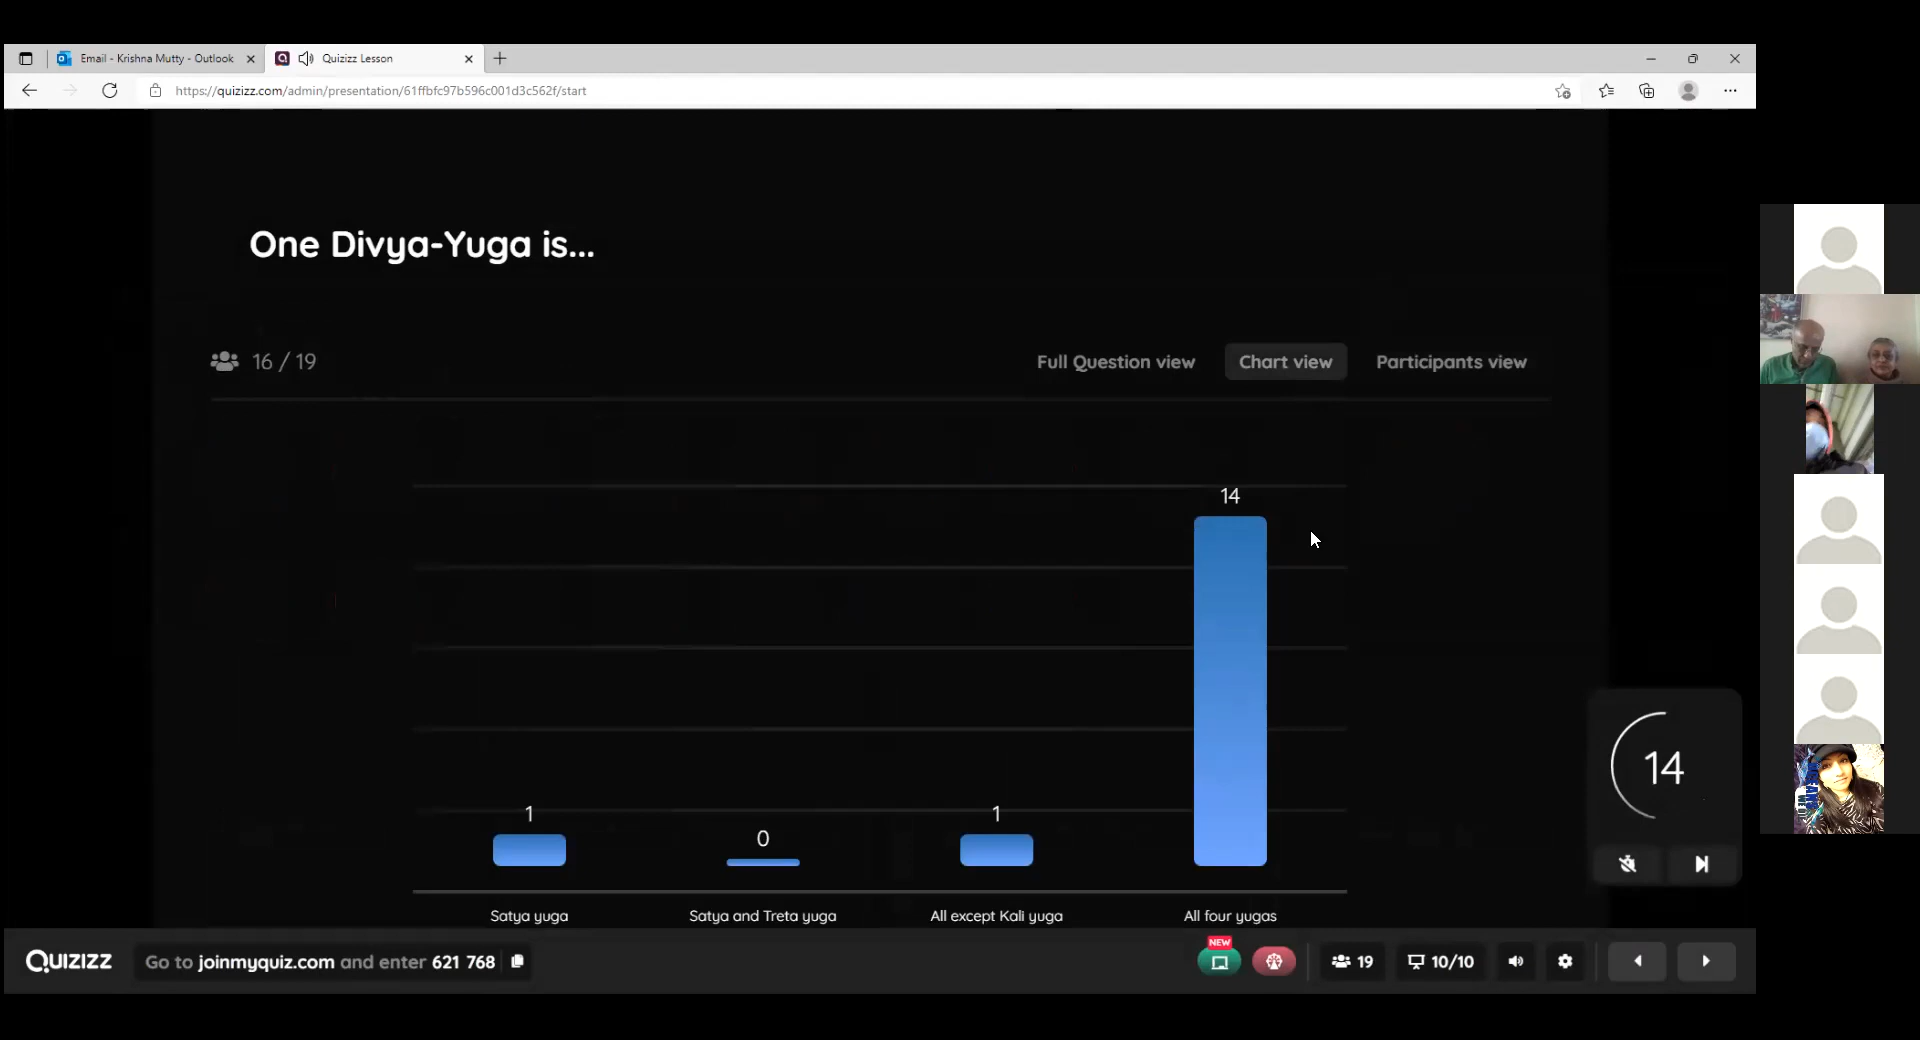 Email - Krishna Mutty - Outlook
Quizizz Lesson
https://quizizz.com/admin/presentation/61ffbfc97b596c001d3c562f/start
One Divya-Yuga is...
16 / 19
Full Question view
Chart view
Participants view
14
1
0
1
14
Satya yuga
Satya and Treta yuga
All except Kali yuga
All four yugas
QUIZIZZ
Go to joinmyquiz.com and enter 621 768
NEW
19
10/10